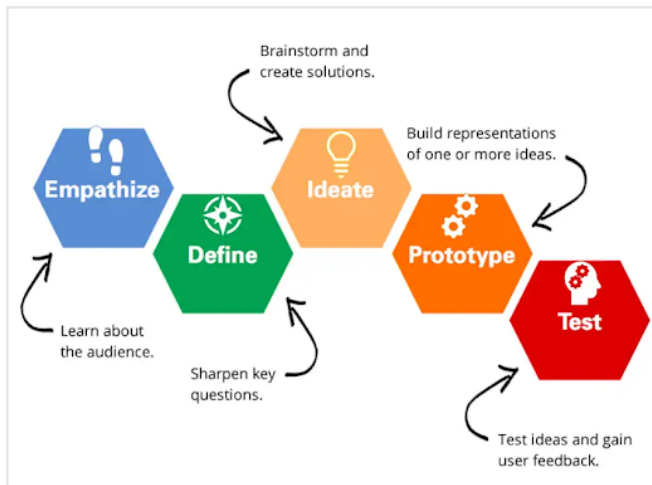 Brainstorm and
create solutions.
Build representations
of one or more ideas.
Empathize
Ideate
Define
Prototype
Test
Learn about
the audience.
Sharpen key
questions.
Test ideas and gain
user feedback.